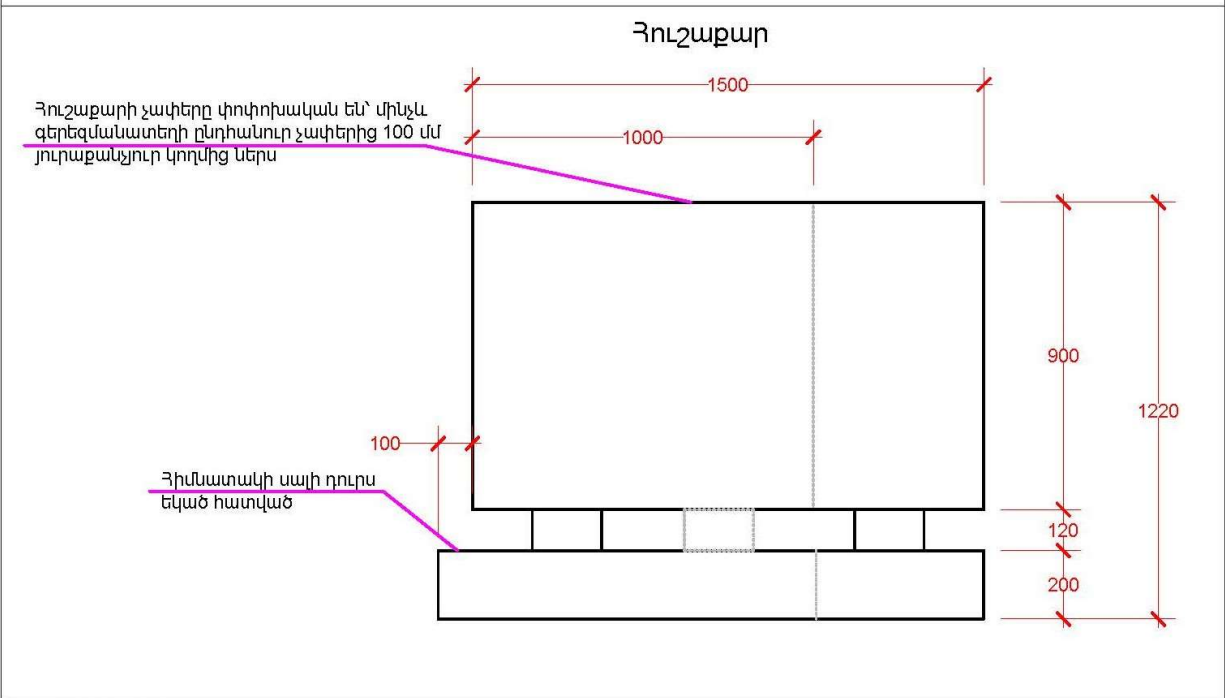 Հուշաքար
1500
Հուշաքարի չափերը փոփոխական են՝ մինչև
գերեզմանատեղի ընդհանուր չափերից 100 մմ
յուրաքանչյուր կողմից ներս
1000
900
1220
100
Հիմնատակի սալի դուրս
եկած հատված
120
200